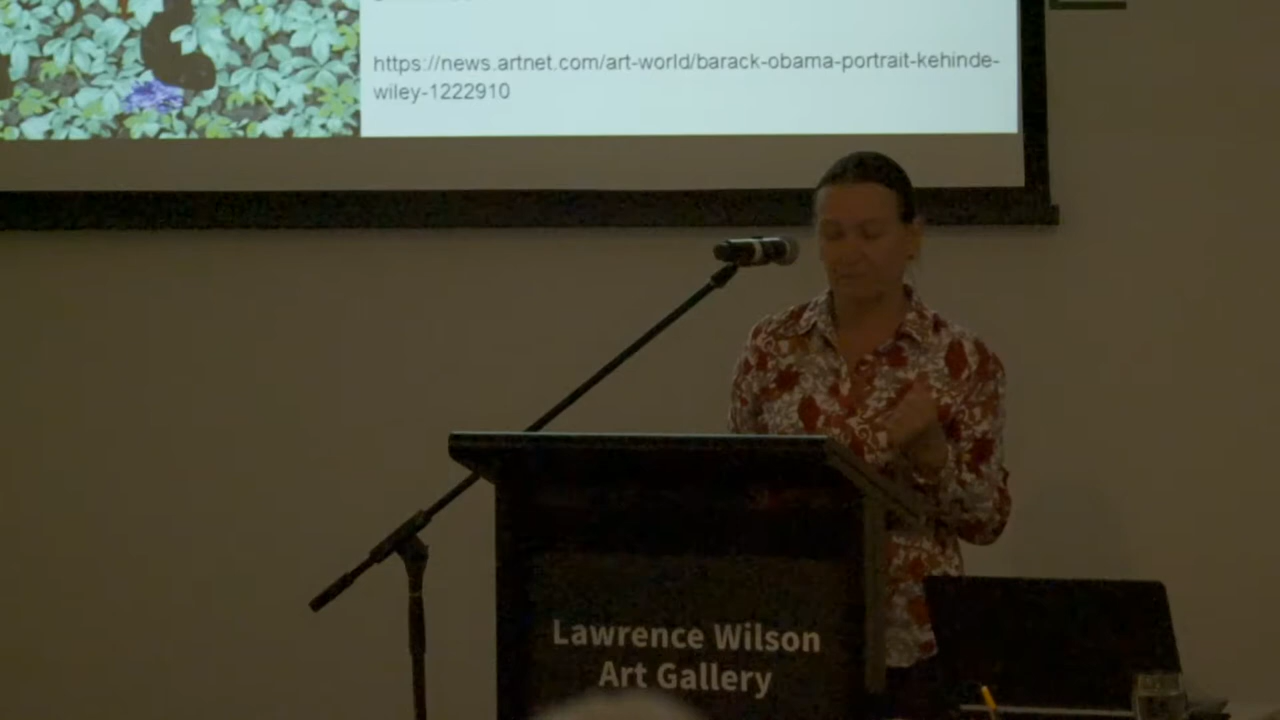 https://news.artnet.com/art-world/barack-obama-portrait-kehinde-
wiley-1222910
Lawrence Wilson
Art Gallery